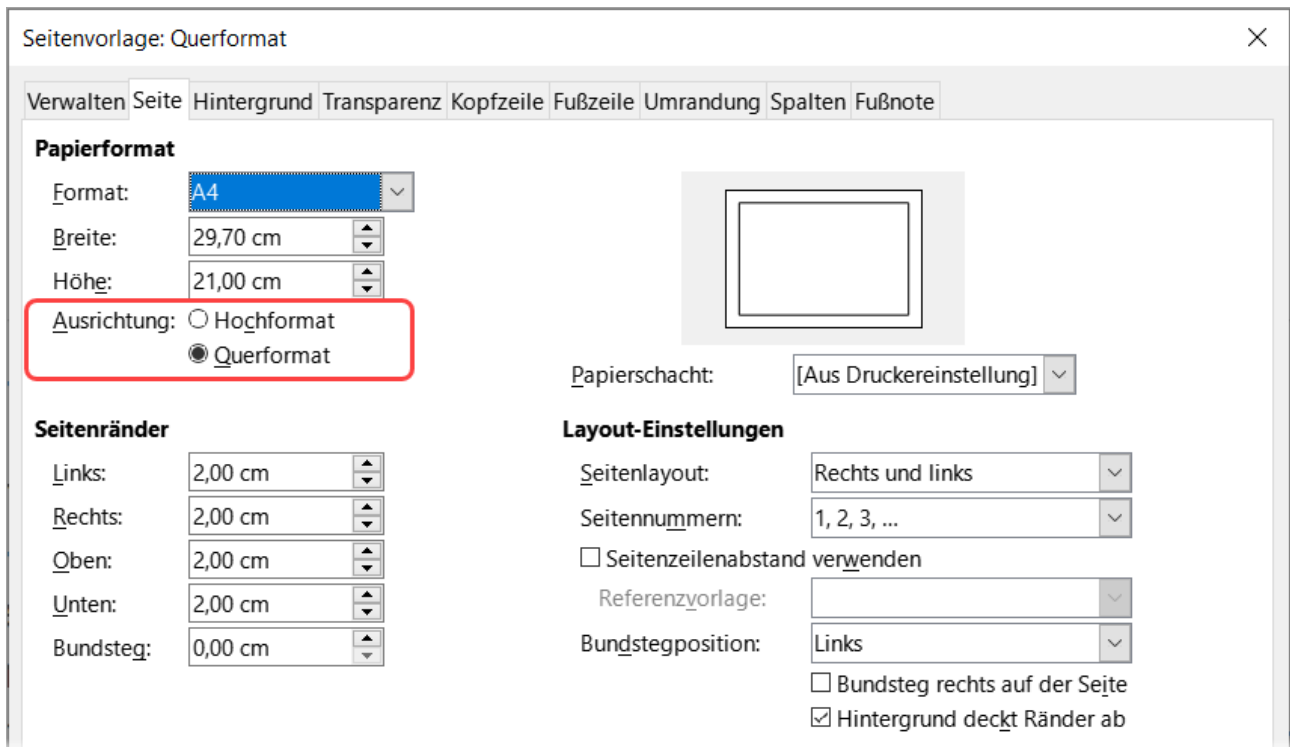 Seitenvorlage: Querformat
Verwalten Seite Hintergrund Transparenz Kopfzeile Fußzeile Umrandung Spalten Fußnote
Papierformat
Format: A4
Breite: 29,70 cm
Höhe: 21,00 cm
Ausrichtung: Hochformat
Querformat
Papierschacht: [Aus Druckereinstellung]
Seitenränder
Links: 2,00 cm
Rechts: 2,00 cm
Oben: 2,00 cm
Unten: 2,00 cm
Bundsteg: 0,00 cm
Layout-Einstellungen
Seitenlayout: Rechts und links
Seitennummern: 1, 2, 3, ...
Seitenzeilenabstand verwenden
Referenzvorlage:
Bundstegposition: Links
Bundsteg rechts auf der Seite
Hintergrund deckt Ränder ab